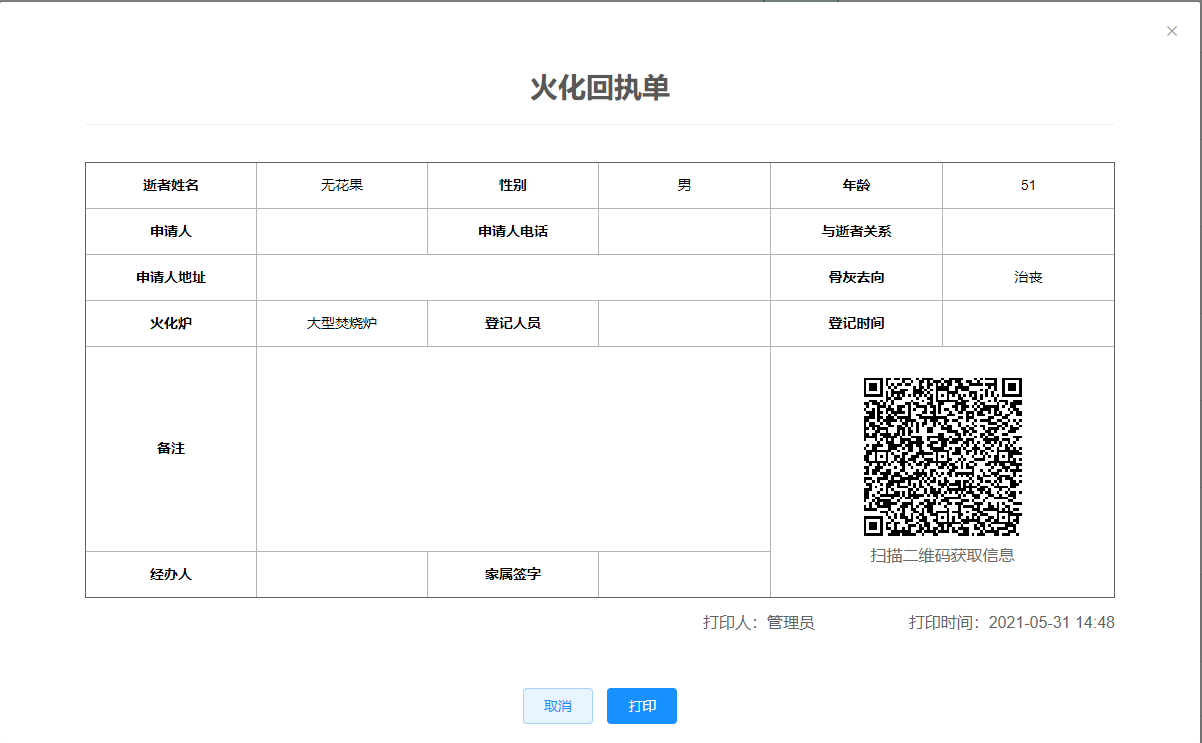 火化回执单
逝者姓名 无花果 性别 男 年龄 51
申请人 申请人电话 与逝者关系
申请人地址 骨灰去向 治丧
火化炉 大型焚烧炉 登记人员 登记时间
备注
扫描二维码获取信息
经办人 家属签字
打印人：管理员 打印时间：2021-05-31 14:48
取消 打印